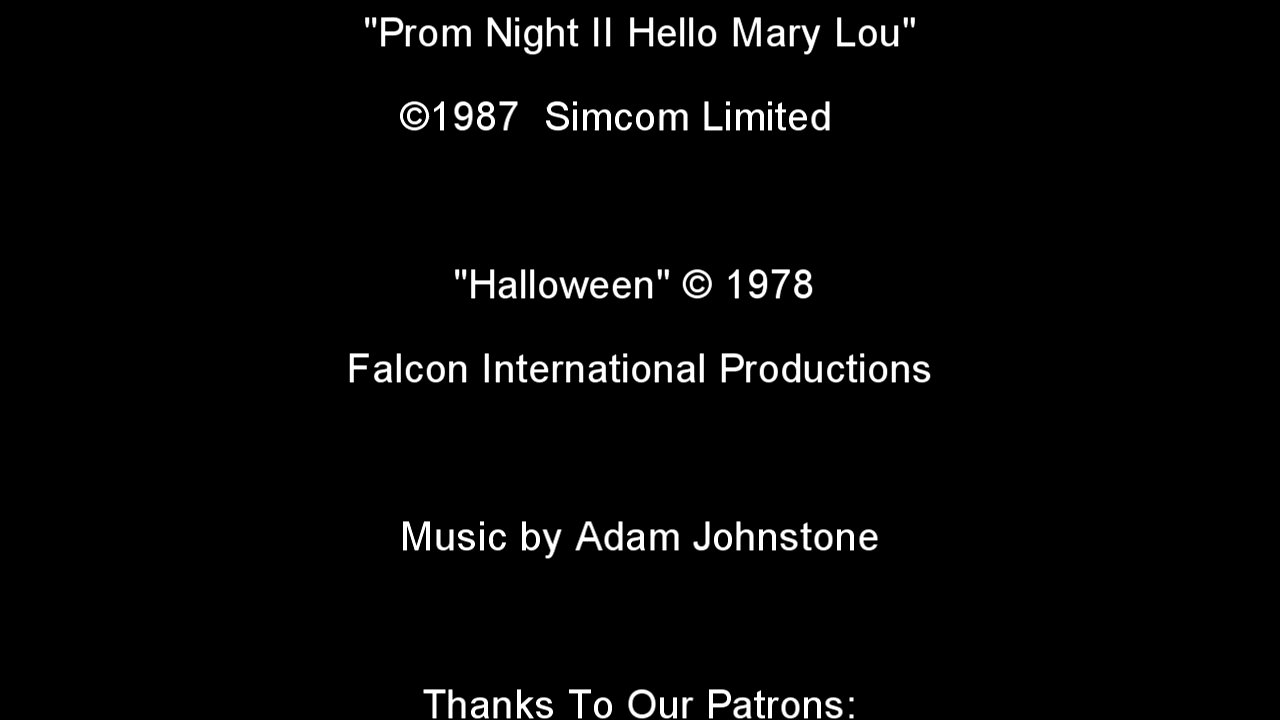 "Prom Night II Hello Mary Lou"
©1987  Simcom Limited
"Halloween" © 1978
Falcon International Productions
Music by Adam Johnstone
Thanks To Our Patrons: